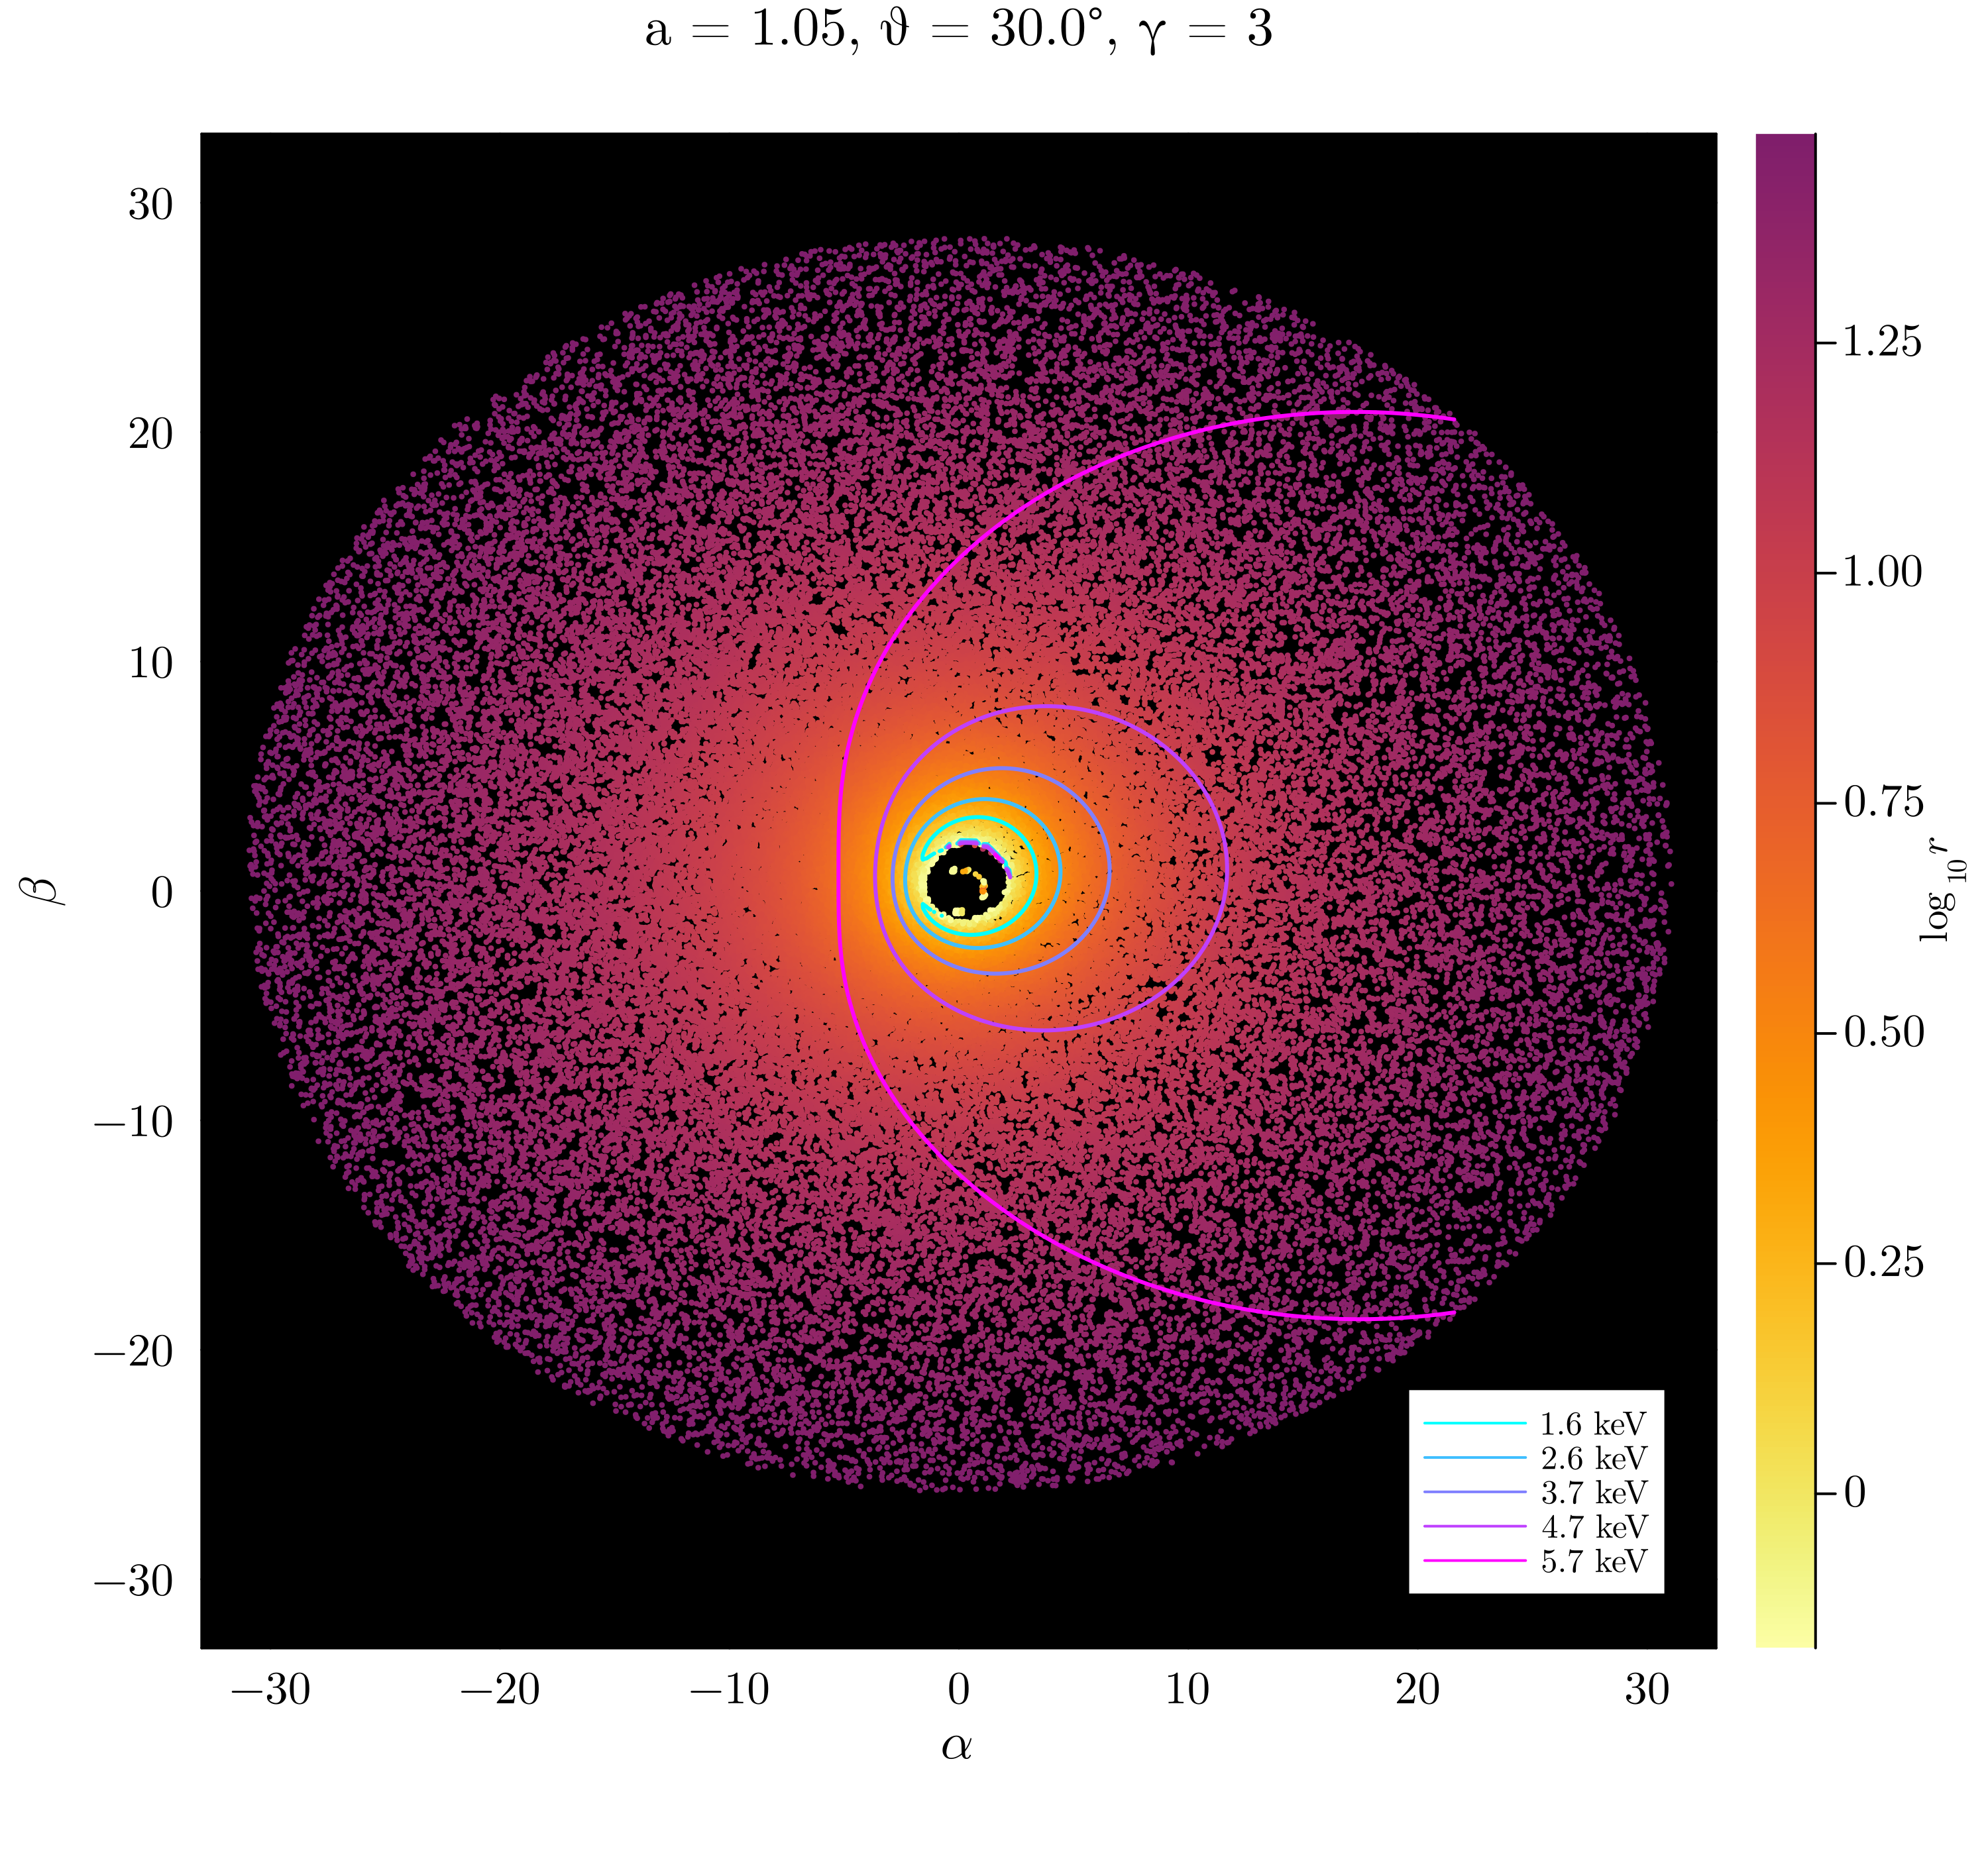 a = 1.05, ϑ = 30.0°, γ = 3
30
20
10
0
−10
−20
−30
β
−30 −20 −10 0 10 20 30
α
1.6 keV
2.6 keV
3.7 keV
4.7 keV
5.7 keV
1.25
1.00
0.75
0.50
0.25
0
log₁₀ r